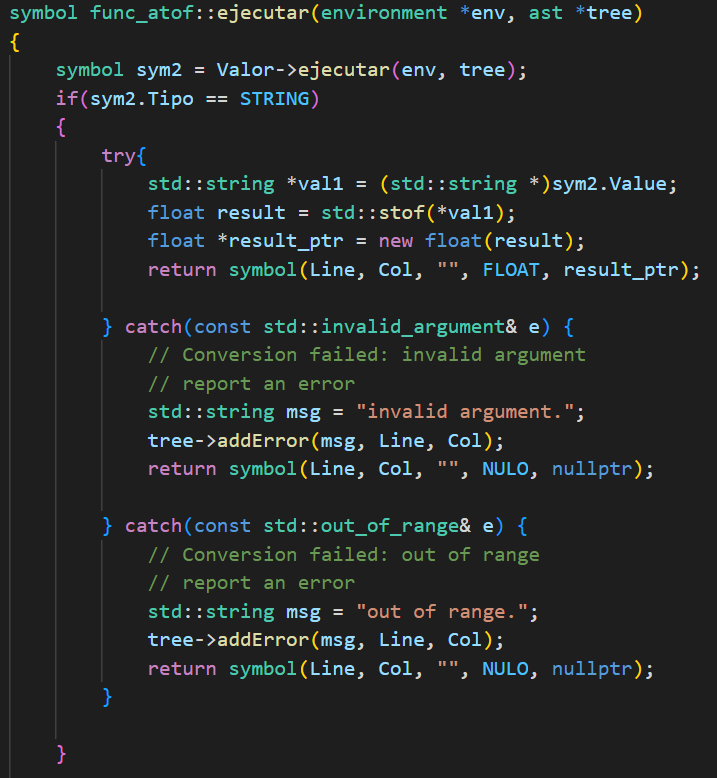 symbol func_atof::ejecutar(environment *env, ast *tree)
{
    symbol sym2 = Valor->ejecutar(env, tree);
    if(sym2.Tipo == STRING)
    {
        try{
            std::string *val1 = (std::string *)sym2.Value;
            float result = std::stof(*val1);
            float *result_ptr = new float(result);
            return symbol(Line, Col, "", FLOAT, result_ptr);
        } catch(const std::invalid_argument& e) {
            // Conversion failed: invalid argument
            // report an error
            std::string msg = "invalid argument.";
            tree->addError(msg, Line, Col);
            return symbol(Line, Col, "", NULO, nullptr);
        } catch(const std::out_of_range& e) {
            // Conversion failed: out of range
            // report an error
            std::string msg = "out of range.";
            tree->addError(msg, Line, Col);
            return symbol(Line, Col, "", NULO, nullptr);
        }
    }